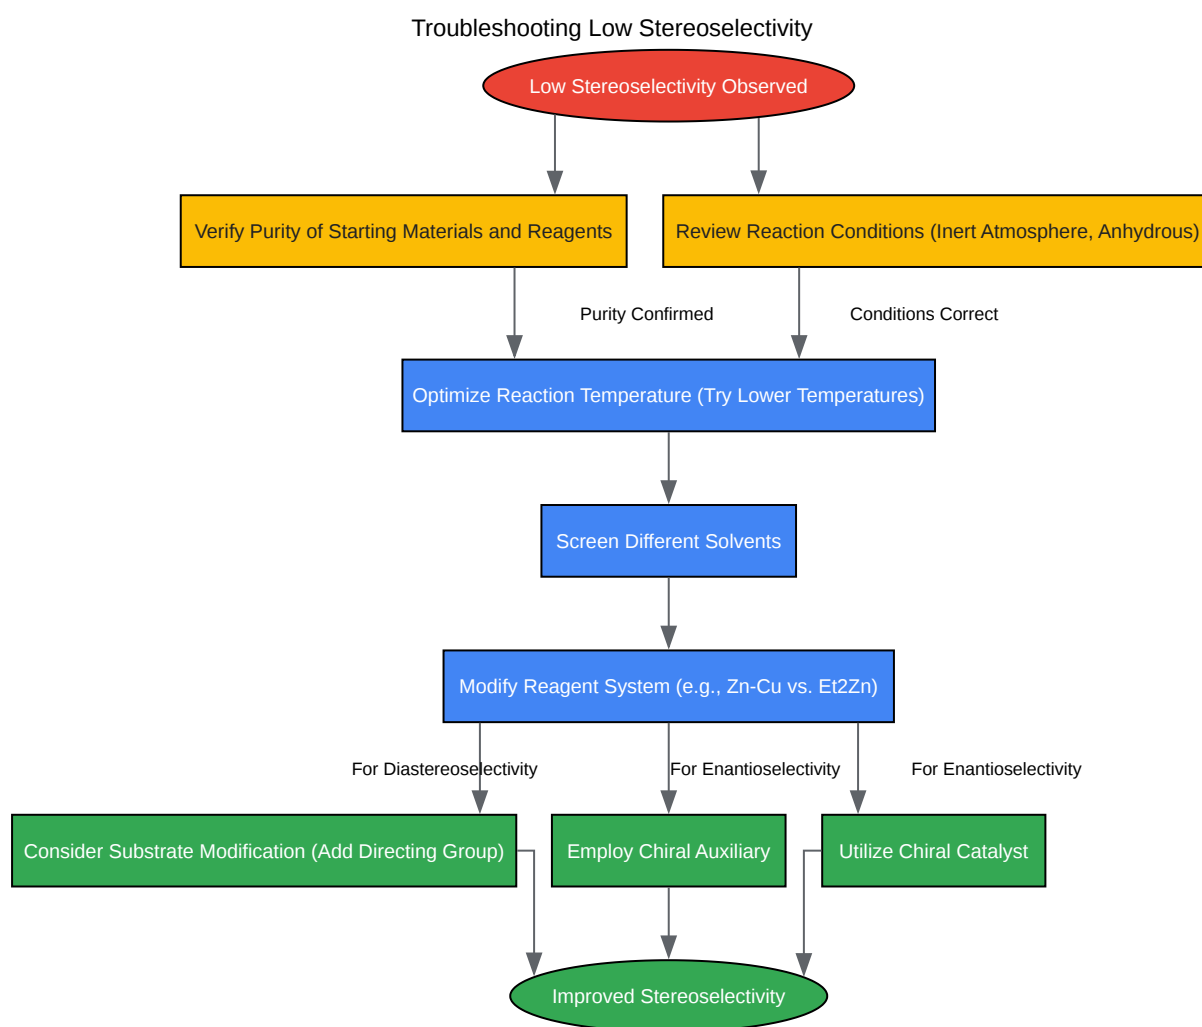 Troubleshooting Low Stereoselectivity
Low Stereoselectivity Observed
Verify Purity of Starting Materials and Reagents
Review Reaction Conditions (Inert Atmosphere, Anhydrous)
Purity Confirmed
Conditions Correct
Optimize Reaction Temperature (Try Lower Temperatures)
Screen Different Solvents
Modify Reagent System (e.g., Zn-Cu vs. Et2Zn)
For Diastereoselectivity
For Enantioselectivity
For Enantioselectivity
Consider Substrate Modification (Add Directing Group)
Employ Chiral Auxiliary
Utilize Chiral Catalyst
Improved Stereoselectivity